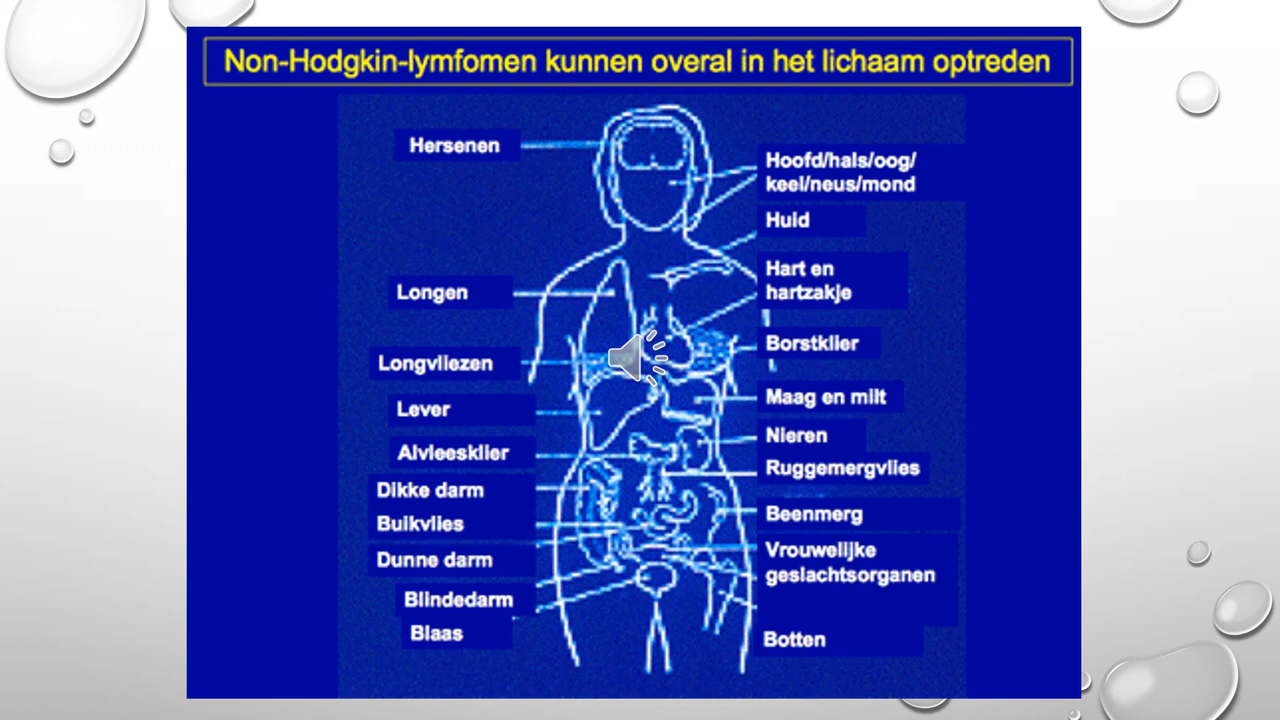 Non-Hodgkin-lymfomen kunnen overal in het lichaam optreden
Hersenen
Longen
Longvliezen
Lever
Alvleesklier
Dikke darm
Buikvlies
Dunne darm
Blindedarm
Blaas
Hoofd/hals/oog/
keel/neus/mond
Huid
Hart en
hartzakje
Borstklier
Maag en milt
Nieren
Ruggemergvlies
Beenmerg
Vrouwelijke
geslachtsorganen
Botten